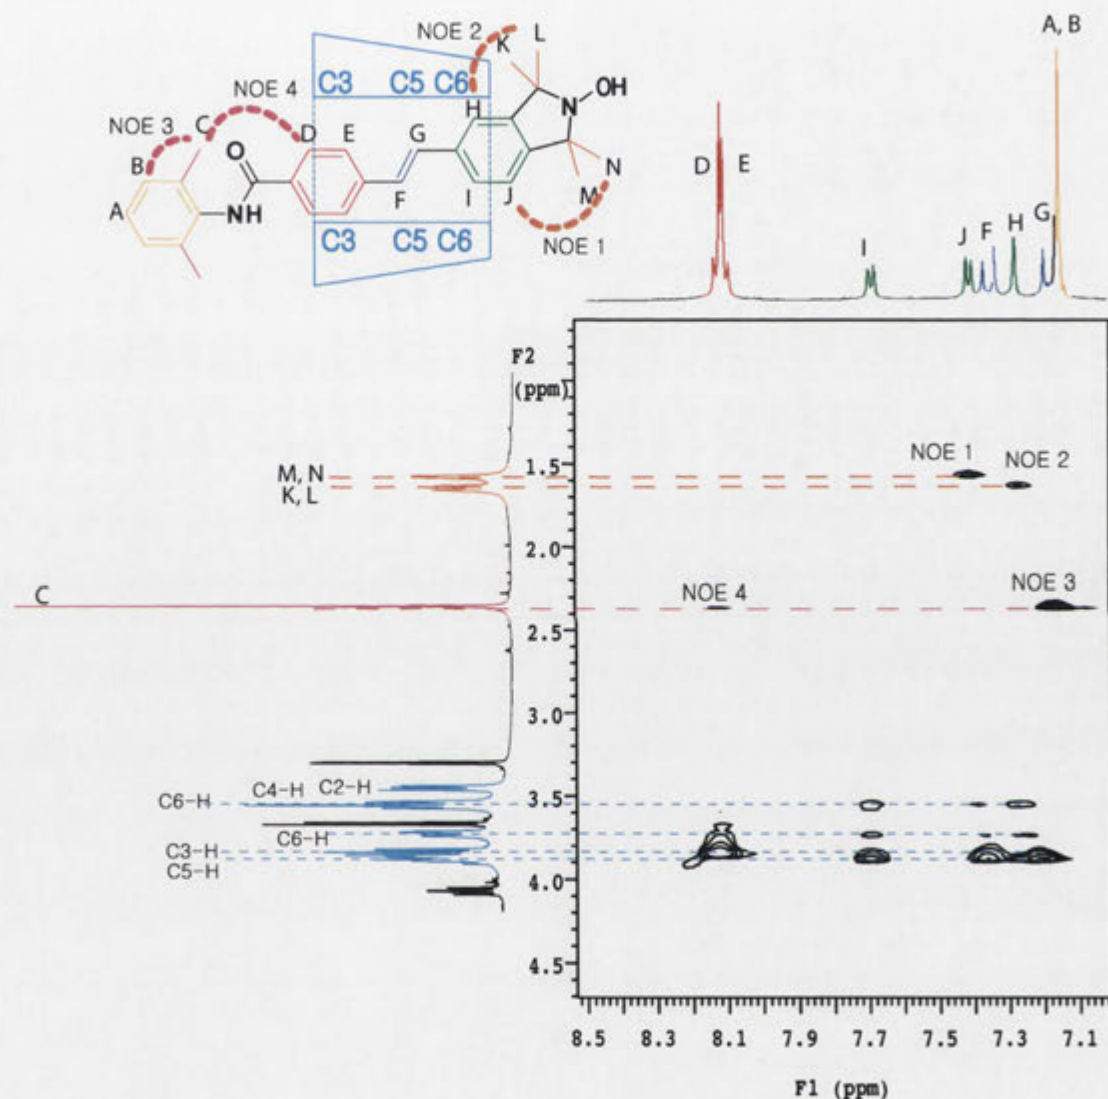 NOE 2
K
L
A, B
C3 C5 C6
OH
N
NOE 4
NOE 3
C
H
D E
G
N
B
O
M
A
NH
F
I
J
C3 C5 C6
NOE 1
D E
I
J F H G
F2
(ppm)
M, N
K, L
1.5
NOE 1
NOE 2
2.0
C
NOE 4
NOE 3
2.5
3.0
C6-H
C4-H
C2-H
3.5
C6-H
C3-H
C5-H
4.0
4.5
8.5 8.3 8.1 7.9 7.7 7.5 7.3 7.1
F1 (ppm)